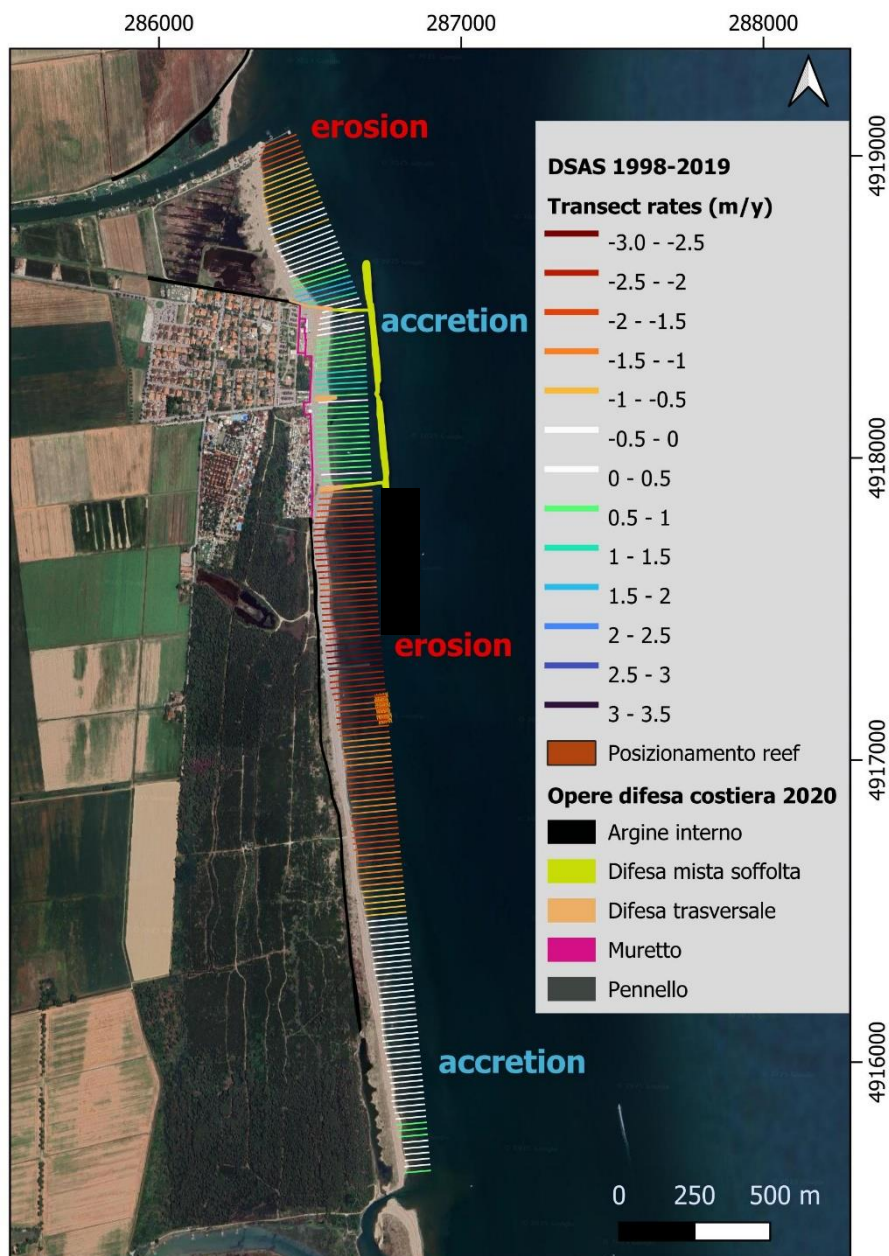 286000
287000
288000
erosion
accretion
erosion
accretion
DSAS 1998-2019
Transect rates (m/y)
-3.0 - -2.5
-2.5 - -2
-2 - -1.5
-1.5 - -1
-1 - -0.5
-0.5 - 0
0 - 0.5
0.5 - 1
1 - 1.5
1.5 - 2
2 - 2.5
2.5 - 3
3 - 3.5
Posizionamento reef
Opere difesa costiera 2020
Argine interno
Difesa mista soffolta
Difesa trasversale
Muretto
Pennello
4919000
4918000
4917000
4916000
0 250 500 m